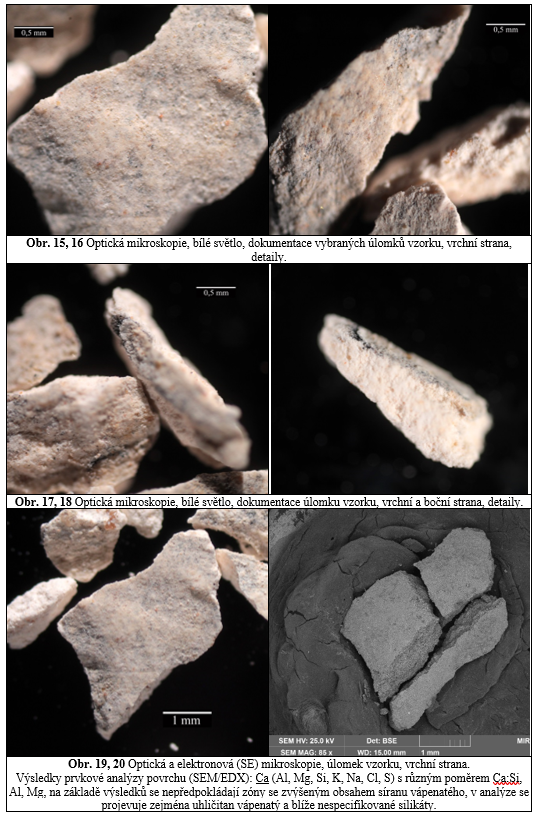 0,5 mm
0,5 mm
Obr. 15, 16 Optická mikroskopie, bílé světlo, dokumentace vybraných úlomků vzorku, vrchní strana,
detaily.
0,5 mm
Obr. 17, 18 Optická mikroskopie, bílé světlo, dokumentace úlomku vzorku, vrchní a boční strana, detaily.
1 mm
SEM HV: 25.0 kV Det: BSE MIR
SEM MAG: 85 x WD: 15.00 mm 1 mm
Obr. 19, 20 Optická a elektronová (SE) mikroskopie, úlomek vzorku, vrchní strana.
Výsledky prvkové analýzy povrchu (SEM/EDX): Ca (Al, Mg, Si, K, Na, Cl, S) s různým poměrem Ca:Si,
Al, Mg, na základě výsledků se nepředpokládají zóny se zvýšeným obsahem síranu vápenatého, v analýze se
projevuje zejména uhličitan vápenatý a blíže nespecifikované silikáty.